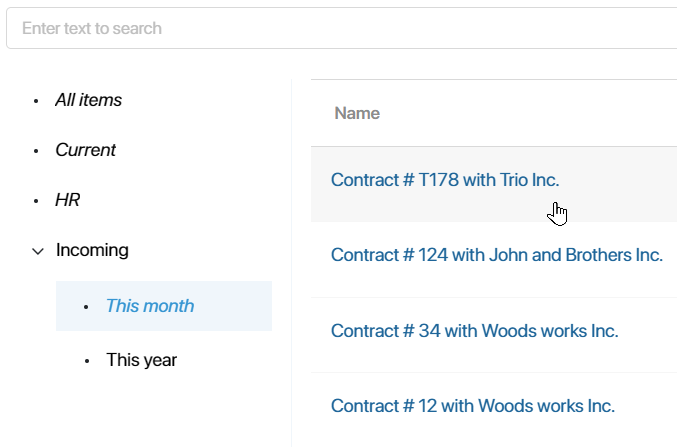 Enter text to search
All items
Current
HR
Incoming
This month
This year
Name
Contract # T178 with Trio Inc.
Contract # 124 with John and Brothers Inc.
Contract # 34 with Woods works Inc.
Contract # 12 with Woods works Inc.